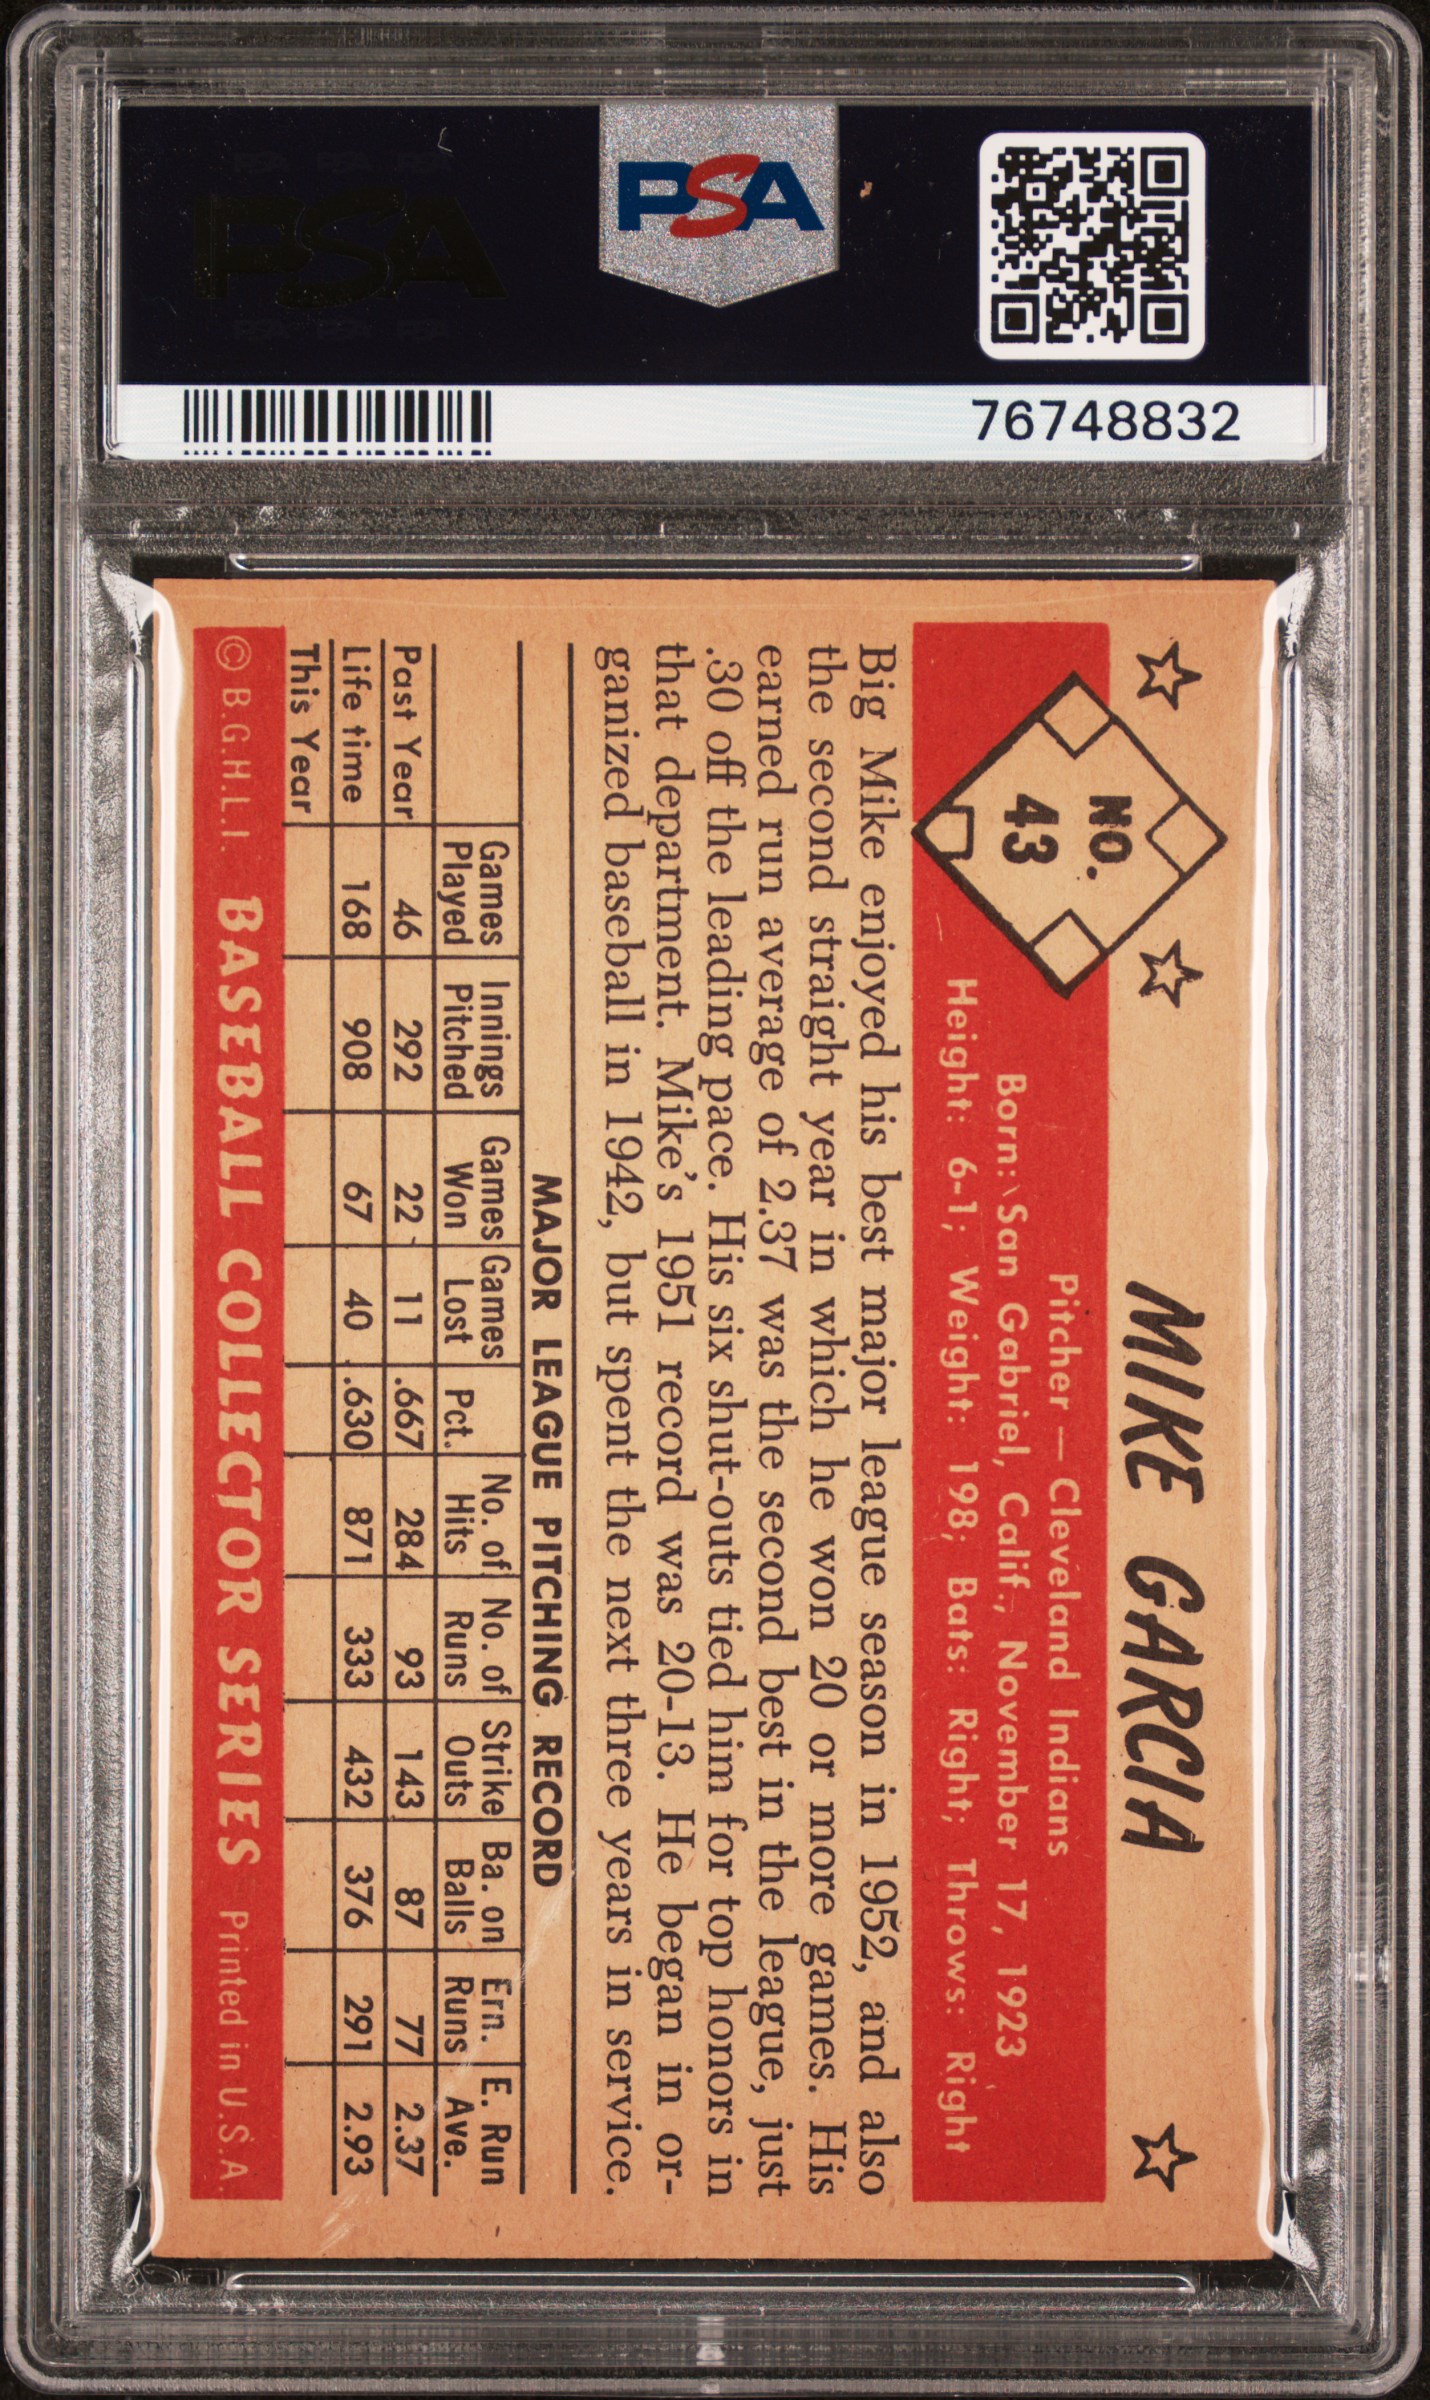 PSA
PSA
76748832
NO.
43
MIKE GARCIA
Pitcher — Cleveland Indians
Born: San Gabriel, Calif., November 17, 1923
Height: 6-1; Weight: 198; Bats: Right; Throws: Right
Big Mike enjoyed his best major league season in 1952, and also
the second straight year in which he won 20 or more games. His
earned run average of 2.37 was the second best in the league, just
.30 off the leading pace. His six shut-outs tied him for top honors in
that department. Mike's 1951 record was 20-13. He began in or-
ganized baseball in 1942, but spent the next three years in service.
MAJOR LEAGUE PITCHING RECORD
Games Innings Games Games Pct. No. of No. of Strike Ba. on Ern. E. Run
Played Pitched Won Lost Hits Runs Outs Balls Runs Ave.
Past Year 46 292 22 11 .667 284 93 143 87 77 2.37
Life time 168 908 67 40 .630 871 333 432 376 291 2.93
This Year
© B.G.H.L.I. BASEBALL COLLECTOR SERIES Printed in U.S.A.